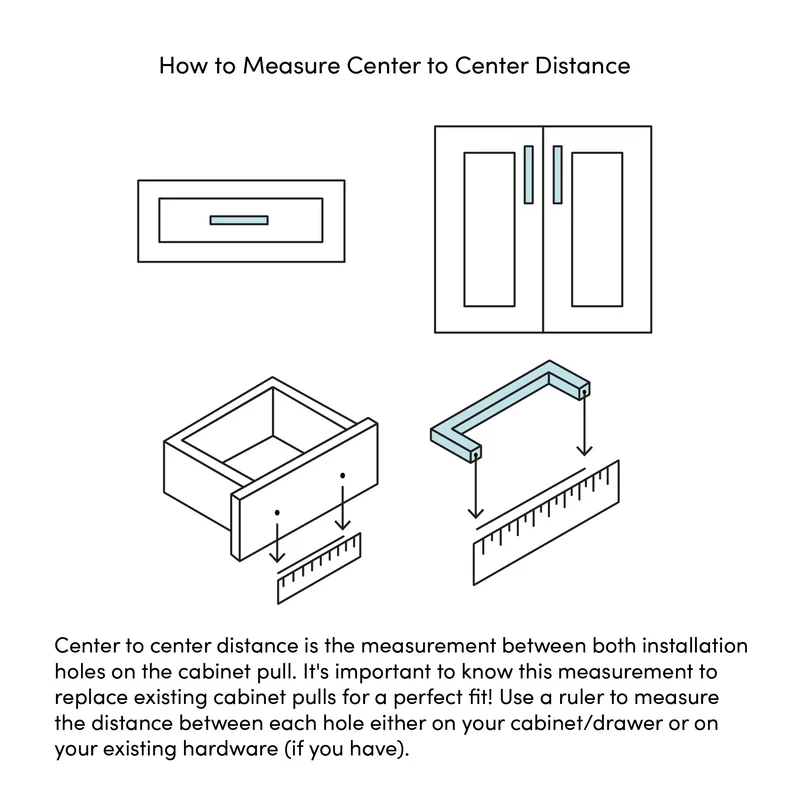 How to Measure Center to Center Distance
Center to center distance is the measurement between both installation
holes on the cabinet pull. It's important to know this measurement to
replace existing cabinet pulls for a perfect fit! Use a ruler to measure
the distance between each hole either on your cabinet/drawer or on
your existing hardware (if you have).